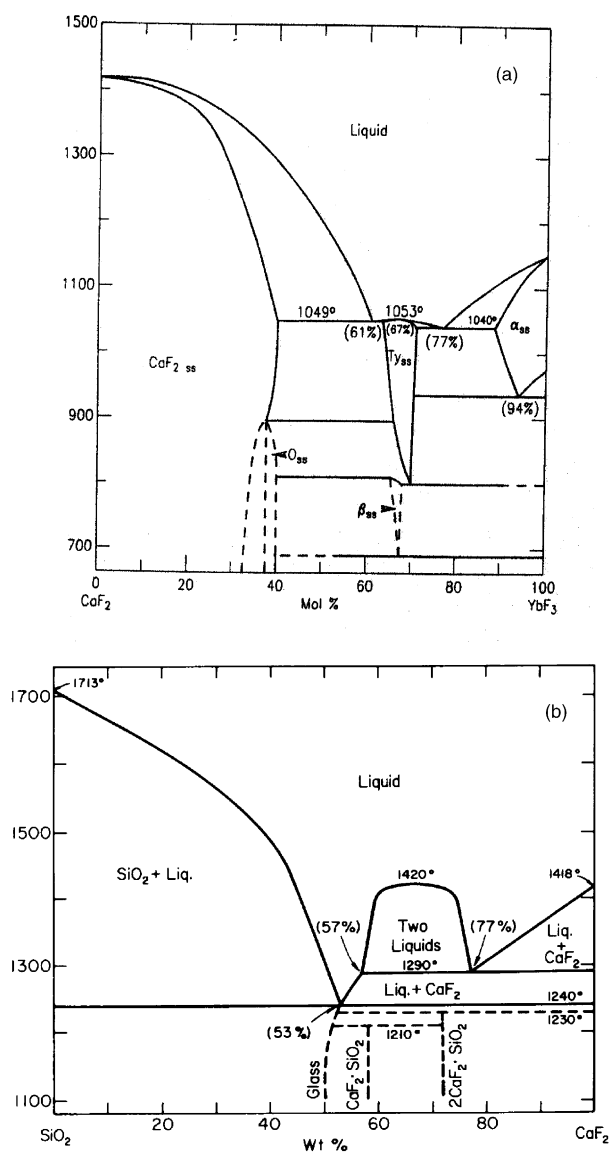 1500
(a)
Liquid
1300
1100
1049° 1053°
(61%) (67%) (77%) 1040° αss
CaF2 ss Tyss
900
(94%)
Oss
βss
700
0 20 40 60 80 100
CaF2 Mol % YbF3
1713°
1700
(b)
Liquid
1500
1420° 1418°
SiO2 + Liq.
(57%) Two Liquids (77%) Liq. + CaF2
1300
1290°
Liq. + CaF2
1240°
(53%)
1230°
1210°
Glass
CaF2 · SiO2
2CaF2 · SiO2
1100
SiO2 20 40 60 80 CaF2
Wt %